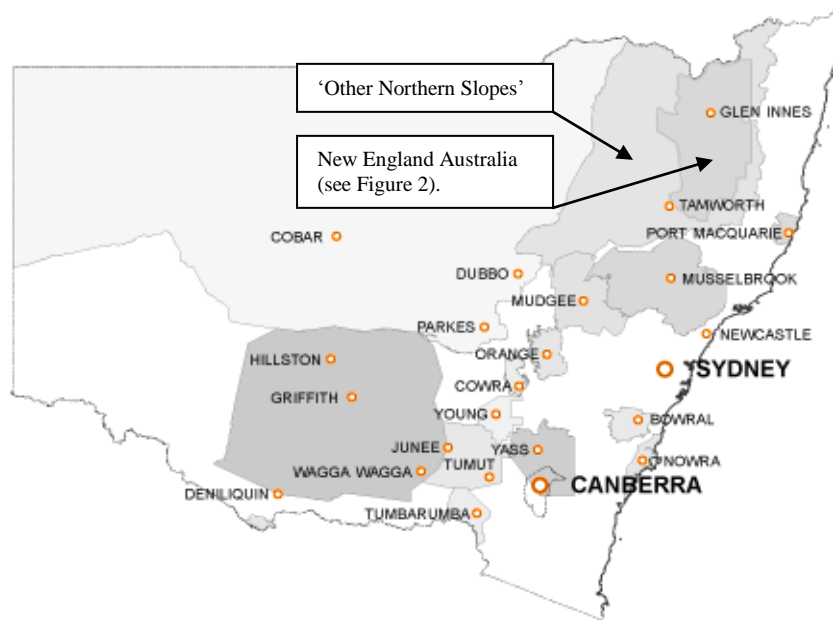 ‘Other Northern Slopes’
GLEN INNES
New England Australia
(see Figure 2).
TAMWORTH
PORT MACQUARIE
COBAR
DUBBO
MUSSELBROOK
MUDGEE
PARKES
NEWCASTLE
ORANGE
HILLSTON
SYDNEY
COWRA
GRIFFITH
YOUNG
BOWRAL
JUNEE
YASS
NOWRA
WAGGA WAGGA
TUMUT
DENILIQUIN
CANBERRA
TUMBARUMBA